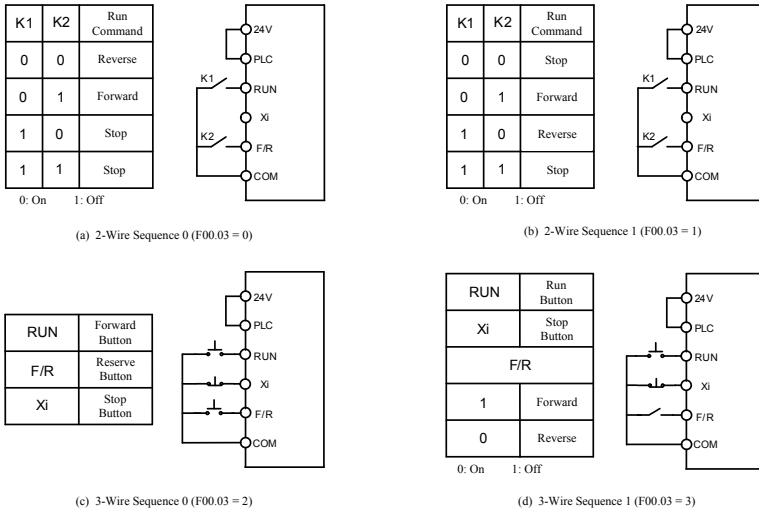 K1 K2 Run Command
0 0 Reverse
0 1 Forward
1 0 Stop
1 1 Stop
0: On 1: Off
24V
PLC
K1
RUN
Xi
K2
F/R
COM
(a) 2-Wire Sequence 0 (F00.03 = 0)
K1 K2 Run Command
0 0 Stop
0 1 Forward
1 0 Reverse
1 1 Stop
0: On 1: Off
24V
PLC
K1
RUN
Xi
K2
F/R
COM
(b) 2-Wire Sequence 1 (F00.03 = 1)
RUN Forward Button
F/R Reserve Button
Xi Stop Button
24V
PLC
RUN
Xi
F/R
COM
(c) 3-Wire Sequence 0 (F00.03 = 2)
RUN Run Button
Xi Stop Button
F/R
1 Forward
0 Reverse
0: On 1: Off
24V
PLC
RUN
Xi
F/R
COM
(d) 3-Wire Sequence 1 (F00.03 = 3)